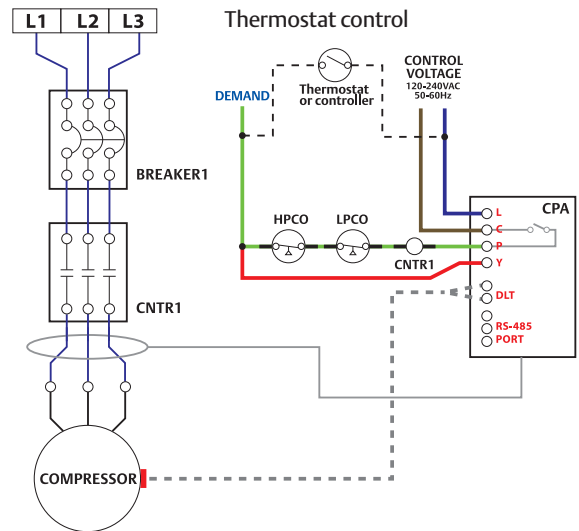 Thermostat control
L1 L2 L3
CONTROL
VOLTAGE
120-240VAC
50-60Hz
DEMAND
Thermostat
or controller
BREAKER1
CPA
L
C
HPCO LPCO
P
CNTR1
Y
DLT
CNTR1
RS-485
PORT
COMPRESSOR